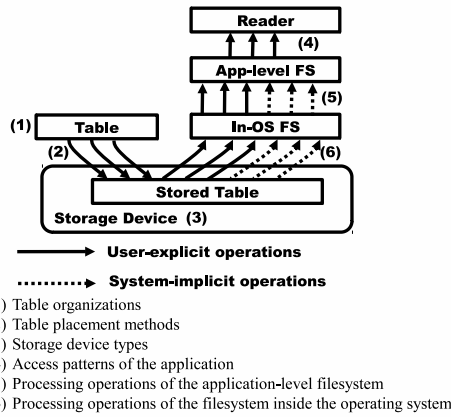 Reader
(4)
App-level FS
(5)
(1) Table In-OS FS
(2) (6)
Stored Table
Storage Device (3)
User-explicit operations
System-implicit operations
) Table organizations
) Table placement methods
) Storage device types
) Access patterns of the application
) Processing operations of the application-level filesystem
) Processing operations of the filesystem inside the operating system